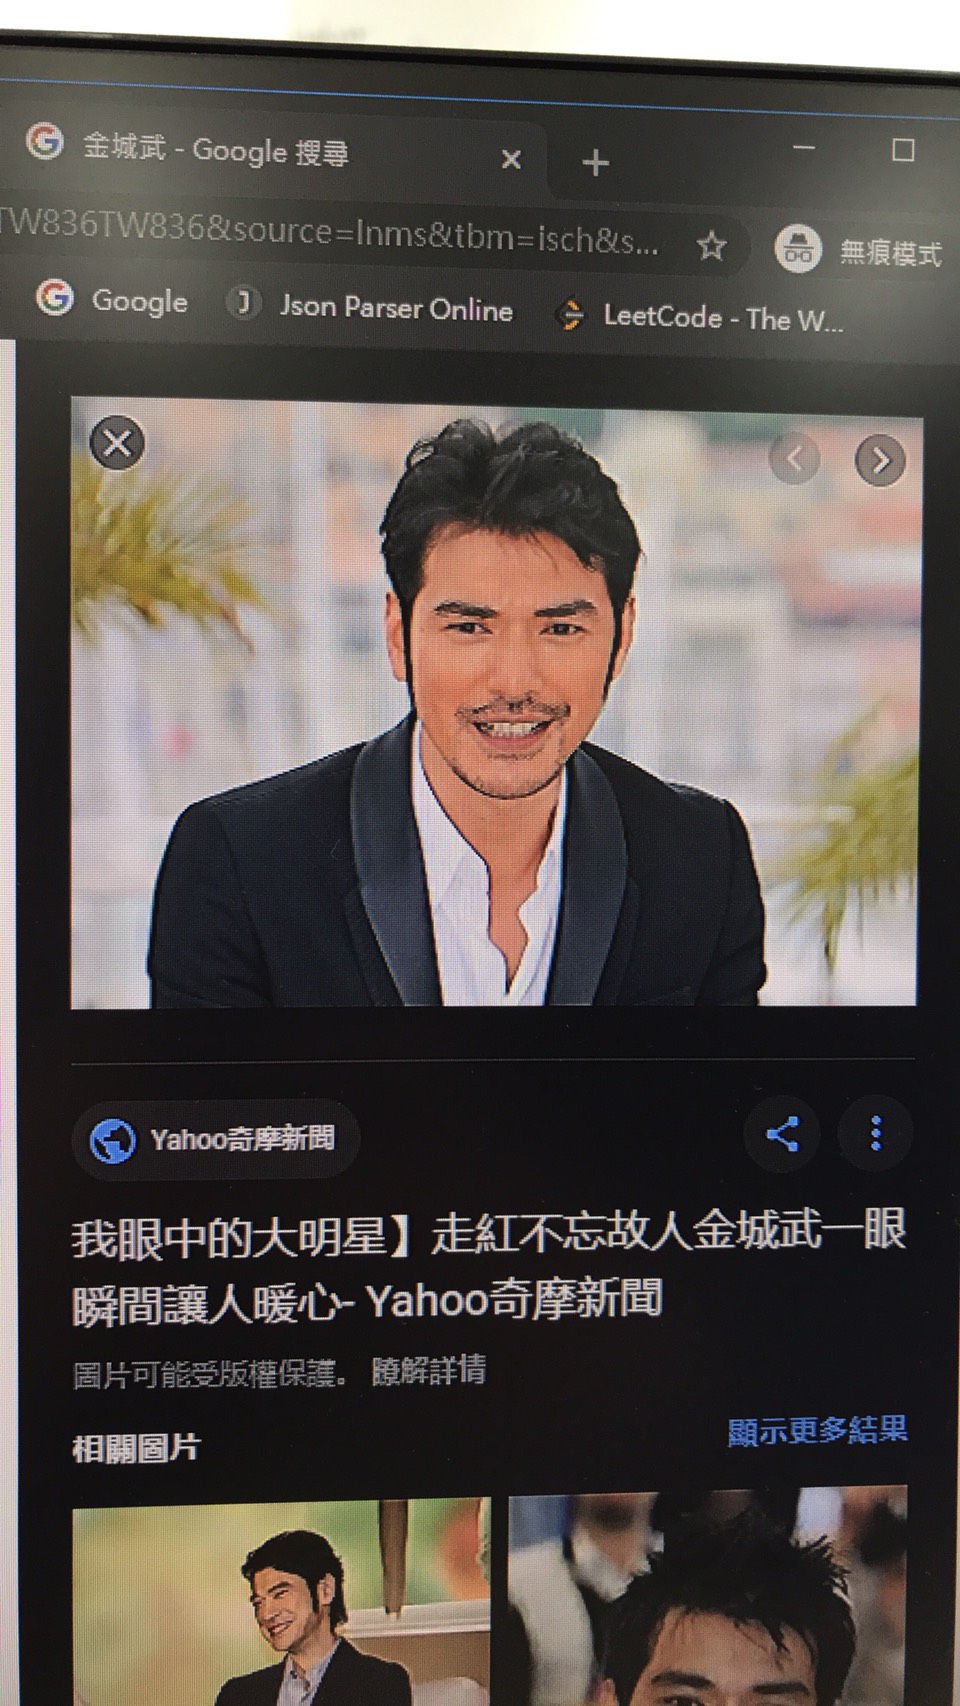 金城武 - Google 搜尋
TW836TW836&source=lnms&tbm=isch&s...
無痕模式
Google
Json Parser Online
LeetCode - The W...
Yahoo奇摩新聞
我眼中的大明星】走紅不忘故人金城武一眼
瞬間讓人暖心- Yahoo奇摩新聞
圖片可能受版權保護。 瞭解詳情
相關圖片
顯示更多結果